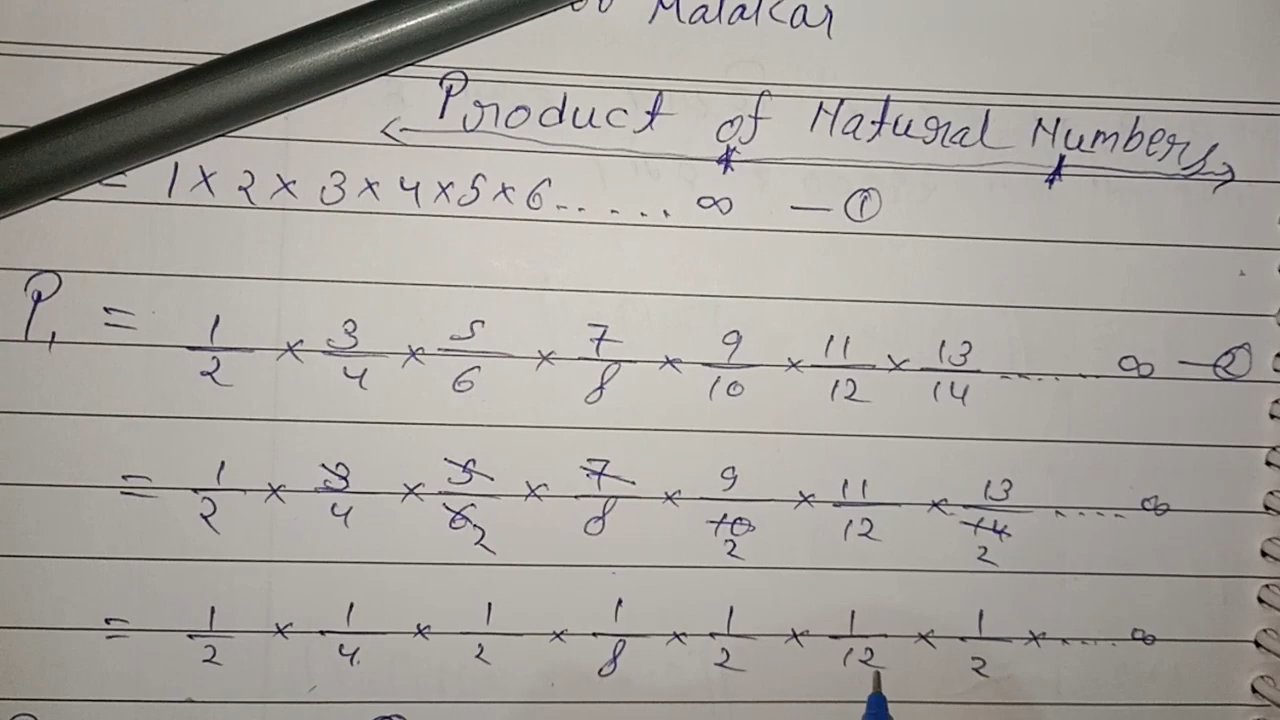 Malakar
Product of Natural Numbers
= 1 × 2 × 3 × 4 × 5 × 6 ...... ∞ — ①
P₁ = 1/2 × 3/4 × 5/6 × 7/8 × 9/10 × 11/12 × 13/14 ...... ∞ — ②
= 1/2 × 3/4 × 5/6 2 × 7/8 × 9/10 2 × 11/12 × 13/14 2 ..... ∞
= 1/2 × 1/4 × 1/2 × 1/8 × 1/2 × 1/12 × 1/2 × ..... ∞